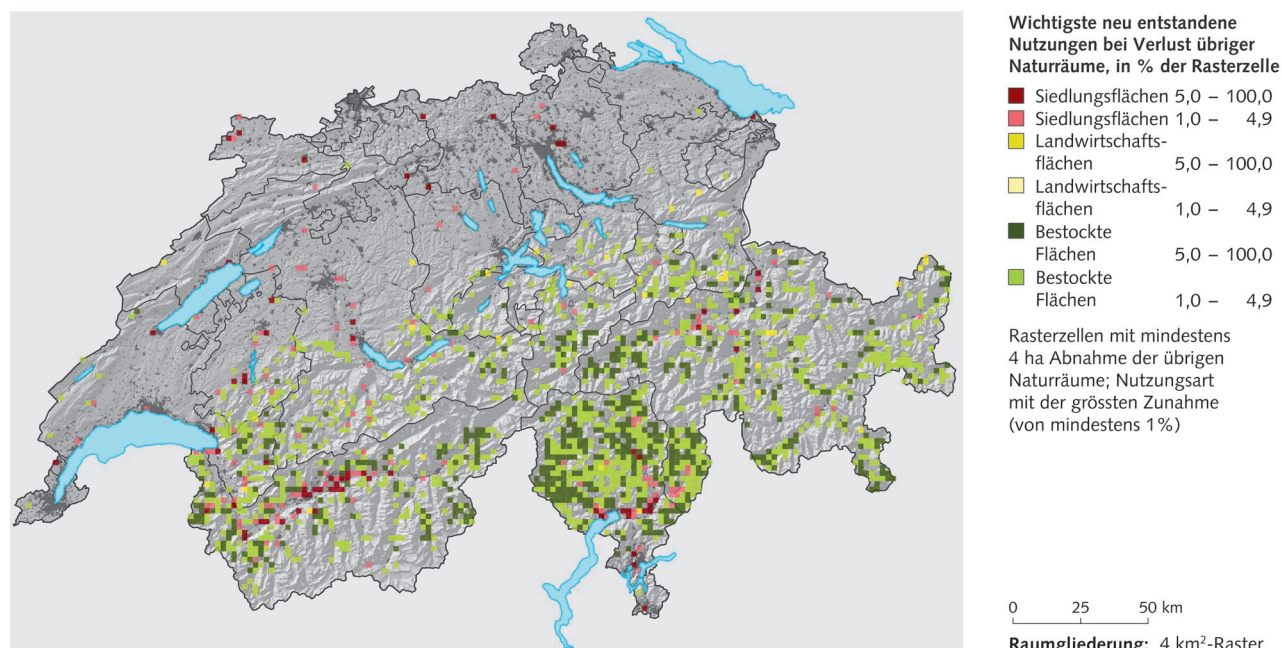 Wichtigste neu entstandene
Nutzungen bei Verlust übriger
Naturräume, in % der Rasterzelle
Siedlungsflächen 5,0 – 100,0
Siedlungsflächen 1,0 – 4,9
Landwirtschafts-
flächen 5,0 – 100,0
Landwirtschafts-
flächen 1,0 – 4,9
Bestockte
Flächen 5,0 – 100,0
Bestockte
Flächen 1,0 – 4,9
Rasterzellen mit mindestens
4 ha Abnahme der übrigen
Naturräume; Nutzungsart
mit der grössten Zunahme
(von mindestens 1%)
0 25 50 km
Raumgliederung: 4 km²-Raster